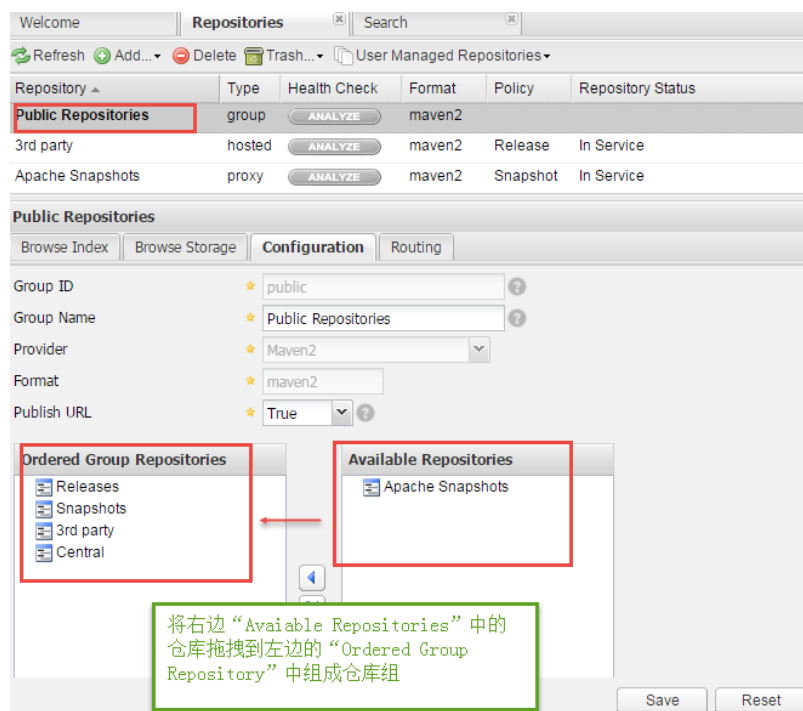 Welcome Repositories Search
Refresh Add... Delete Trash... User Managed Repositories
Repository Type Health Check Format Policy Repository Status
Public Repositories group ANALYZE maven2
3rd party hosted ANALYZE maven2 Release In Service
Apache Snapshots proxy ANALYZE maven2 Snapshot In Service
Public Repositories
Browse Index Browse Storage Configuration Routing
Group ID public
Group Name Public Repositories
Provider Maven2
Format maven2
Publish URL True
Ordered Group Repositories
Releases
Snapshots
3rd party
Central
Available Repositories
Apache Snapshots
将右边“Avaiable Repositories”中的
仓库拖拽到左边的“Ordered Group
Repository”中组成仓库组
Save Reset